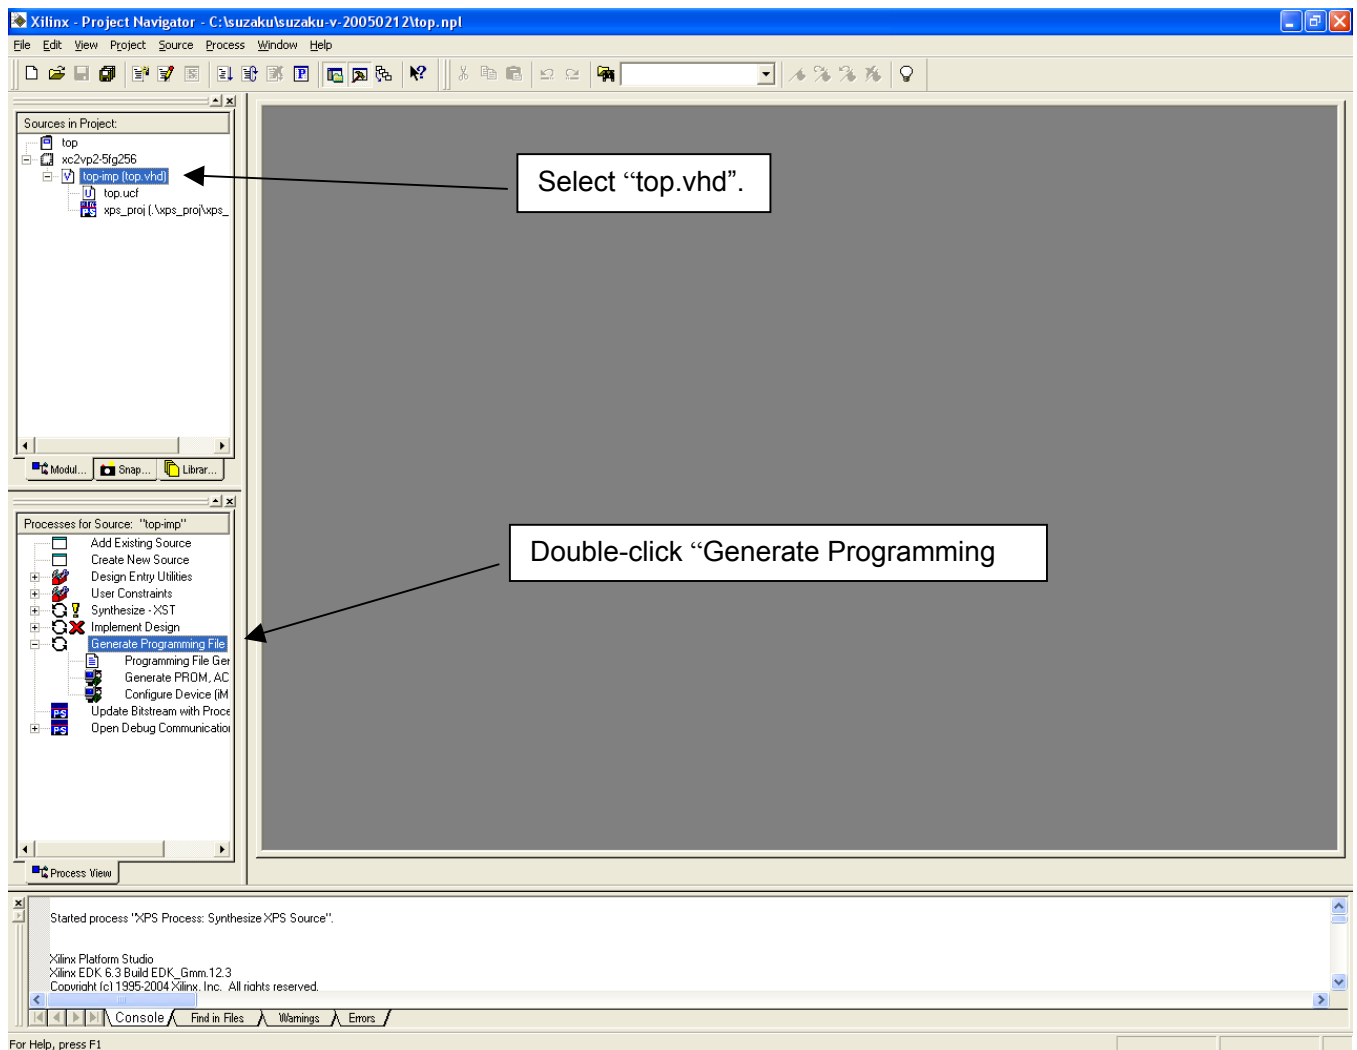 Xilinx - Project Navigator - C:\suzaku\suzaku-v-20050212\top.npl
File Edit View Project Source Process Window Help
Sources in Project:
top
xc2vp2-5fg256
top-imp (top.vhd)
top.ucf
xps_proj (.\xps_proj\xps_
Select “top.vhd”.
Modul... Snap... Librar...
Processes for Source: "top-imp"
Add Existing Source
Create New Source
Design Entry Utilities
User Constraints
Synthesize - XST
Implement Design
Generate Programming File
Programming File Ger
Generate PROM, AC
Configure Device (iM
Update Bitstream with Proce
Open Debug Communication
Double-click “Generate Programming
Process View
Started process "XPS Process: Synthesize XPS Source".
Xilinx Platform Studio
Xilinx EDK 6.3 Build EDK_Gmm.12.3
Copyright (c) 1995-2004 Xilinx, Inc. All rights reserved.
Console Find in Files Warnings Errors
For Help, press F1